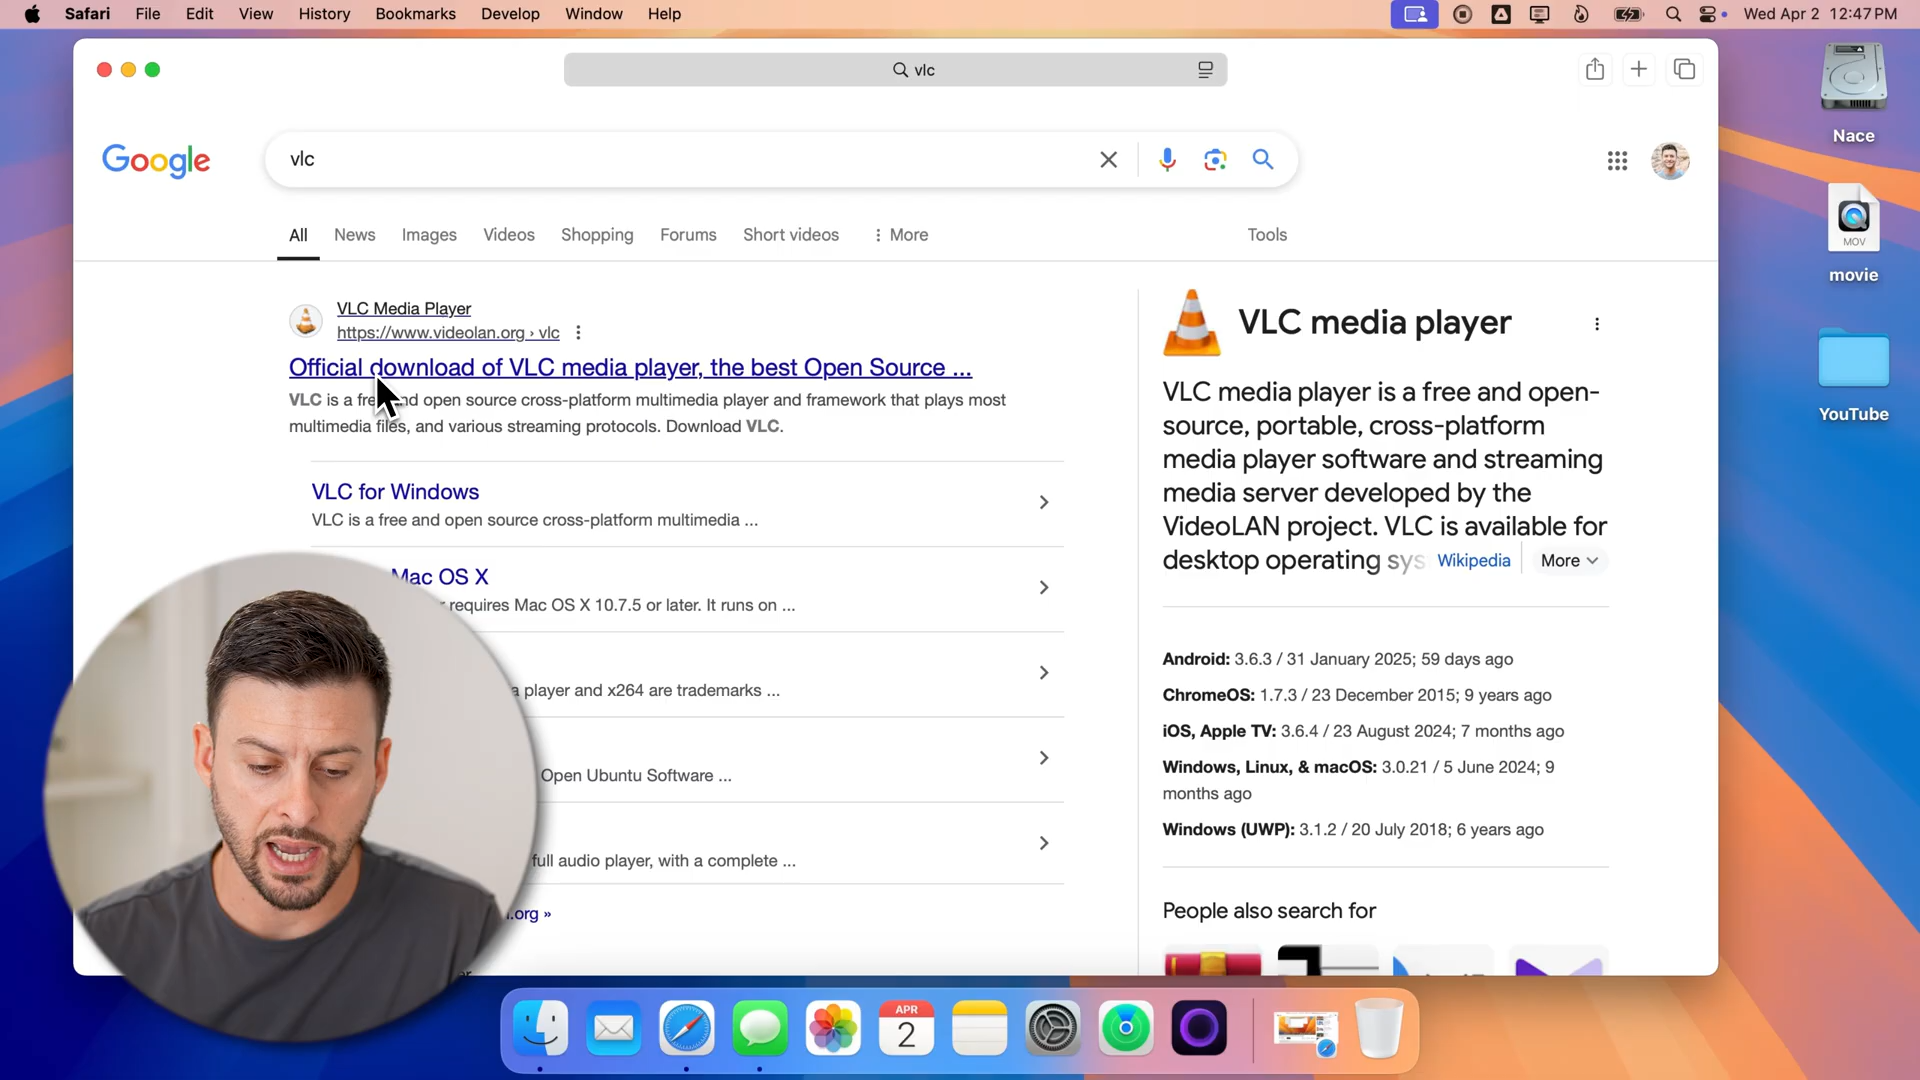 Safari File Edit View History Bookmarks Develop Window Help
Wed Apr 2 12:47 PM
vlc
Google
vlc
All News Images Videos Shopping Forums Short videos More Tools
VLC Media Player
https://www.videolan.org › vlc
Official download of VLC media player, the best Open Source ...
VLC is a free and open source cross-platform multimedia player and framework that plays most
multimedia files, and various streaming protocols. Download VLC.
VLC for Windows
VLC is a free and open source cross-platform multimedia ...
Mac OS X
requires Mac OS X 10.7.5 or later. It runs on ...
player and x264 are trademarks ...
Open Ubuntu Software ...
full audio player, with a complete ...
.org »
VLC media player
VLC media player is a free and open-
source, portable, cross-platform
media player software and streaming
media server developed by the
VideoLAN project. VLC is available for
desktop operating sys Wikipedia More
Android: 3.6.3 / 31 January 2025; 59 days ago
ChromeOS: 1.7.3 / 23 December 2015; 9 years ago
iOS, Apple TV: 3.6.4 / 23 August 2024; 7 months ago
Windows, Linux, & macOS: 3.0.21 / 5 June 2024; 9
months ago
Windows (UWP): 3.1.2 / 20 July 2018; 6 years ago
People also search for
Nace
MOV
movie
YouTube
APR
2